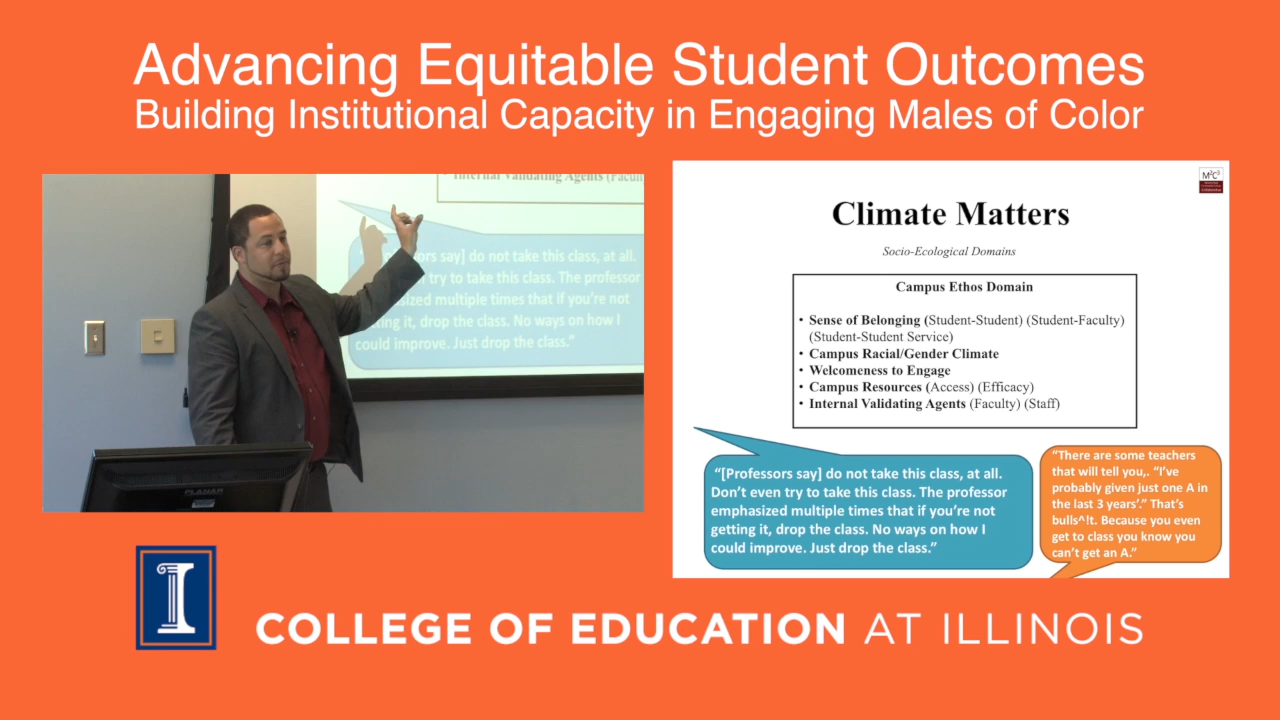 Advancing Equitable Student Outcomes
Building Institutional Capacity in Engaging Males of Color
Internal Validating Agents (Facul
ors say] do not take this class, at all.
try to take this class. The professor
sized multiple times that if you're not
ting it, drop the class. No ways on how I
could improve. Just drop the class."
PLANAR
M²C³
Climate Matters
Socio-Ecological Domains
Campus Ethos Domain
• Sense of Belonging (Student-Student) (Student-Faculty)
(Student-Student Service)
• Campus Racial/Gender Climate
• Welcomeness to Engage
• Campus Resources (Access) (Efficacy)
• Internal Validating Agents (Faculty) (Staff)
“[Professors say] do not take this class, at all.
Don’t even try to take this class. The professor
emphasized multiple times that if you’re not
getting it, drop the class. No ways on how I
could improve. Just drop the class.”
“There are some teachers
that will tell you,. “I’ve
probably given just one A in
the last 3 years’.” That’s
bulls^!t. Because you even
get to class you know you
can’t get an A.”
I
COLLEGE OF EDUCATION AT ILLINOIS